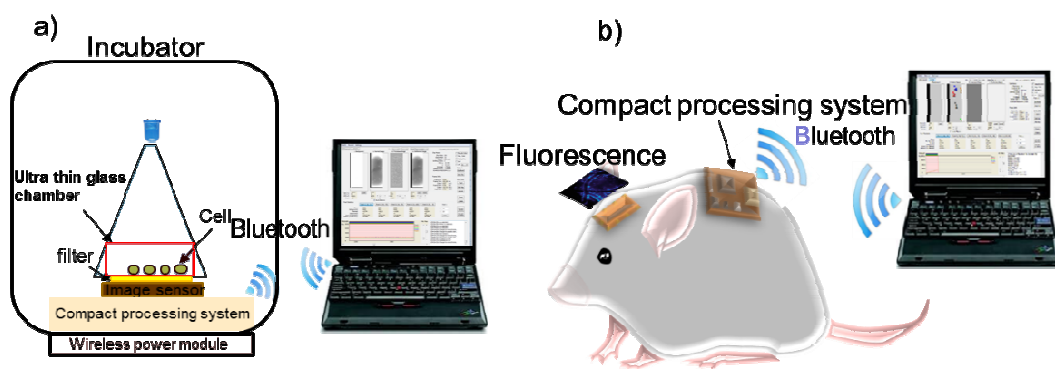 a)
Incubator
Ultra thin glass
chamber
Cell
Bluetooth
filter
Image sensor
Compact processing system
Wireless power module
b)
Compact processing system
Bluetooth
Fluorescence